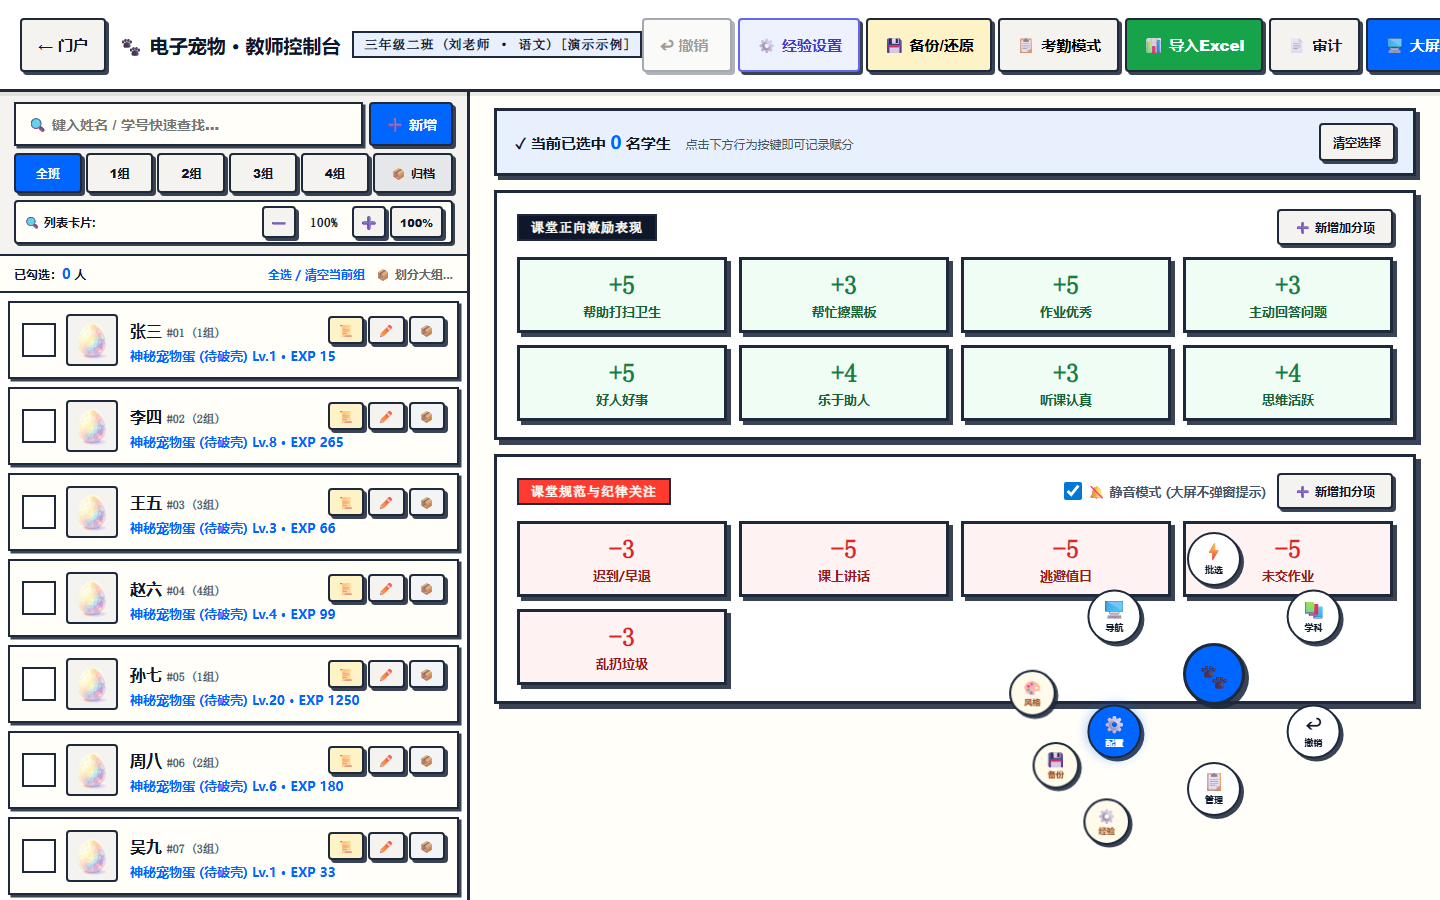 ←门户
电子宠物·教师控制台
三年级二班（刘老师 · 语文）[演示示例]
↩ 撤销
经验设置
备份/还原
考勤模式
导入Excel
审计
大屏
键入姓名 / 学号快速查找...
新增
全班
1组
2组
3组
4组
归档
列表卡片:
100%
100%
已勾选: 0 人
全选 / 清空当前组
划分大组...
张三 #01（1组）
神秘宠物蛋 (待破壳) Lv.1 • EXP 15
李四 #02（2组）
神秘宠物蛋 (待破壳) Lv.8 • EXP 265
王五 #03（3组）
神秘宠物蛋 (待破壳) Lv.3 • EXP 66
赵六 #04（4组）
神秘宠物蛋 (待破壳) Lv.4 • EXP 99
孙七 #05（1组）
神秘宠物蛋 (待破壳) Lv.20 • EXP 1250
周八 #06（2组）
神秘宠物蛋 (待破壳) Lv.6 • EXP 180
吴九 #07（3组）
神秘宠物蛋 (待破壳) Lv.1 • EXP 33
✓ 当前已选中 0 名学生
点击下方行为按键即可记录赋分
清空选择
课堂正向激励表现
新增加分项
+5
帮助打扫卫生
+3
帮忙擦黑板
+5
作业优秀
+3
主动回答问题
+5
好人好事
+4
乐于助人
+3
听课认真
+4
思维活跃
课堂规范与纪律关注
静音模式 (大屏不弹窗提示)
新增扣分项
−3
迟到/早退
−5
课上讲话
−5
逃避值日
−5
未交作业
−3
乱扔垃圾
批选
导航
学科
风格
配置
撤销
备份
管理
经验